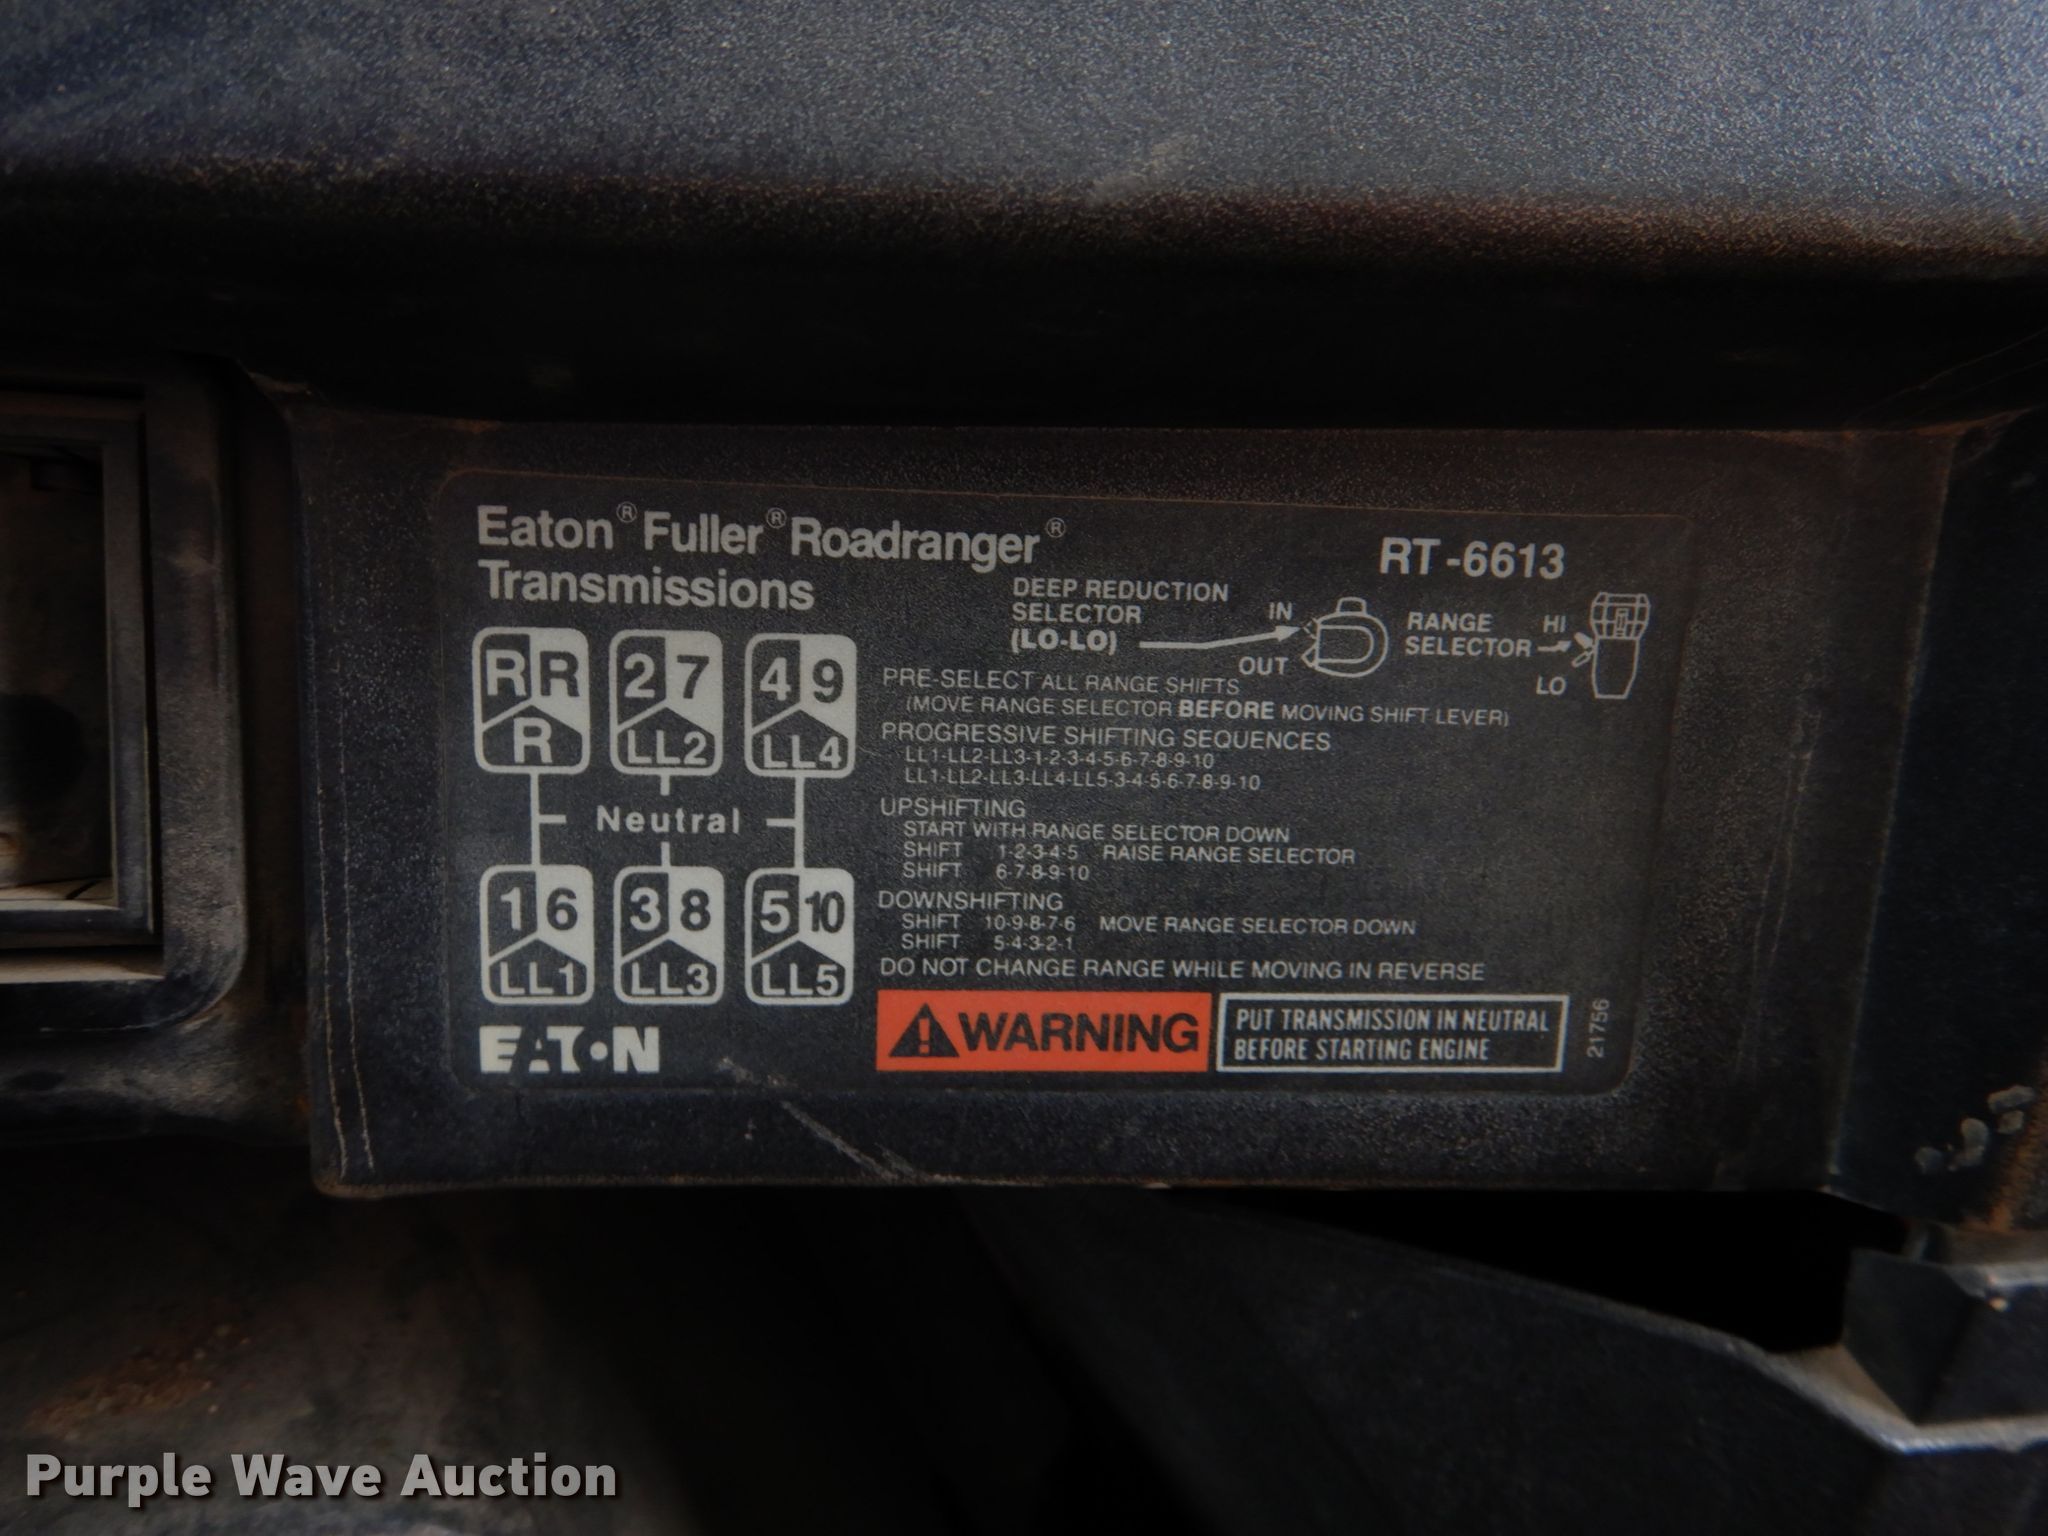 Eaton® Fuller® Roadranger®
Transmissions
RT-6613
DEEP REDUCTION
SELECTOR
(LO-LO)
IN
OUT
RANGE
SELECTOR
HI
LO
R R 2 7 4 9
R LL2 LL4
Neutral
1 6 3 8 5 10
LL1 LL3 LL5
EATON
PRE-SELECT ALL RANGE SHIFTS
(MOVE RANGE SELECTOR BEFORE MOVING SHIFT LEVER)
PROGRESSIVE SHIFTING SEQUENCES
LL1-LL2-LL3-1-2-3-4-5-6-7-8-9-10
LL1-LL2-LL3-LL4-LL5-3-4-5-6-7-8-9-10
UPSHIFTING
START WITH RANGE SELECTOR DOWN
SHIFT 1-2-3-4-5 RAISE RANGE SELECTOR
SHIFT 6-7-8-9-10
DOWNSHIFTING
SHIFT 10-9-8-7-6 MOVE RANGE SELECTOR DOWN
SHIFT 5-4-3-2-1
DO NOT CHANGE RANGE WHILE MOVING IN REVERSE
WARNING
PUT TRANSMISSION IN NEUTRAL
BEFORE STARTING ENGINE
21756
Purple Wave Auction